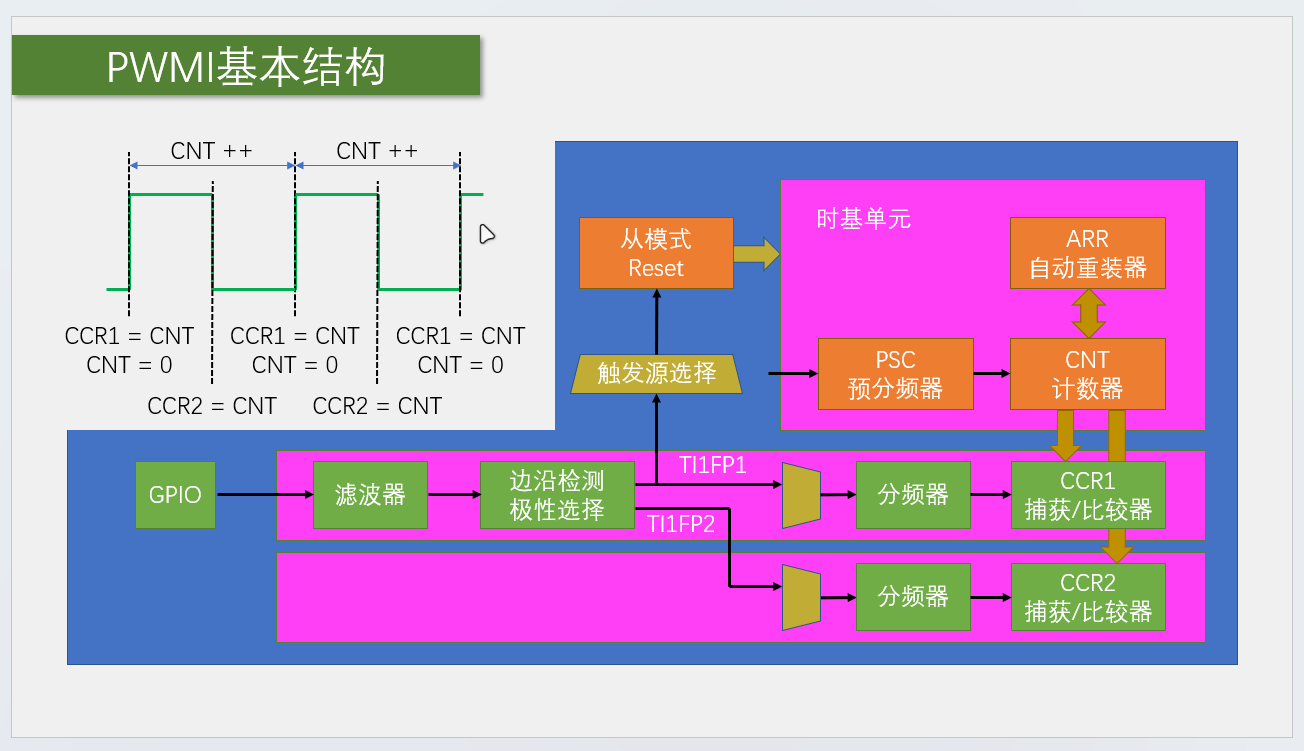 PWMI基本结构
CNT ++
CNT ++
CCR1 = CNT
CNT = 0
CCR1 = CNT
CNT = 0
CCR1 = CNT
CNT = 0
CCR2 = CNT
CCR2 = CNT
从模式
Reset
时基单元
ARR
自动重装器
触发源选择
PSC
预分频器
CNT
计数器
GPIO
滤波器
边沿检测
极性选择
TI1FP1
TI1FP2
分频器
CCR1
捕获/比较器
分频器
CCR2
捕获/比较器